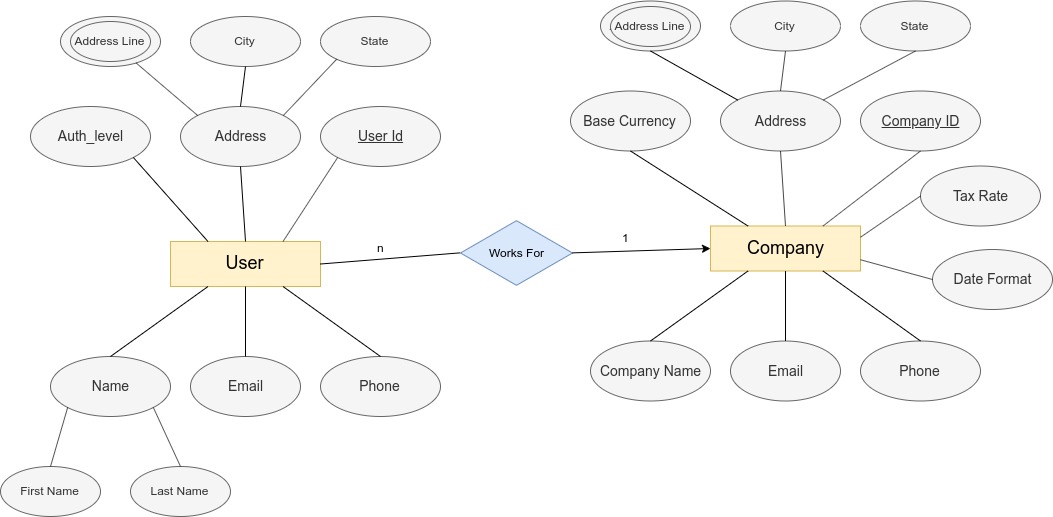 Address Line
City
State
Auth_level
Address
User Id
User
Name
Email
Phone
First Name
Last Name
n
Works For
1
Address Line
City
State
Base Currency
Address
Company ID
Tax Rate
Company
Date Format
Company Name
Email
Phone